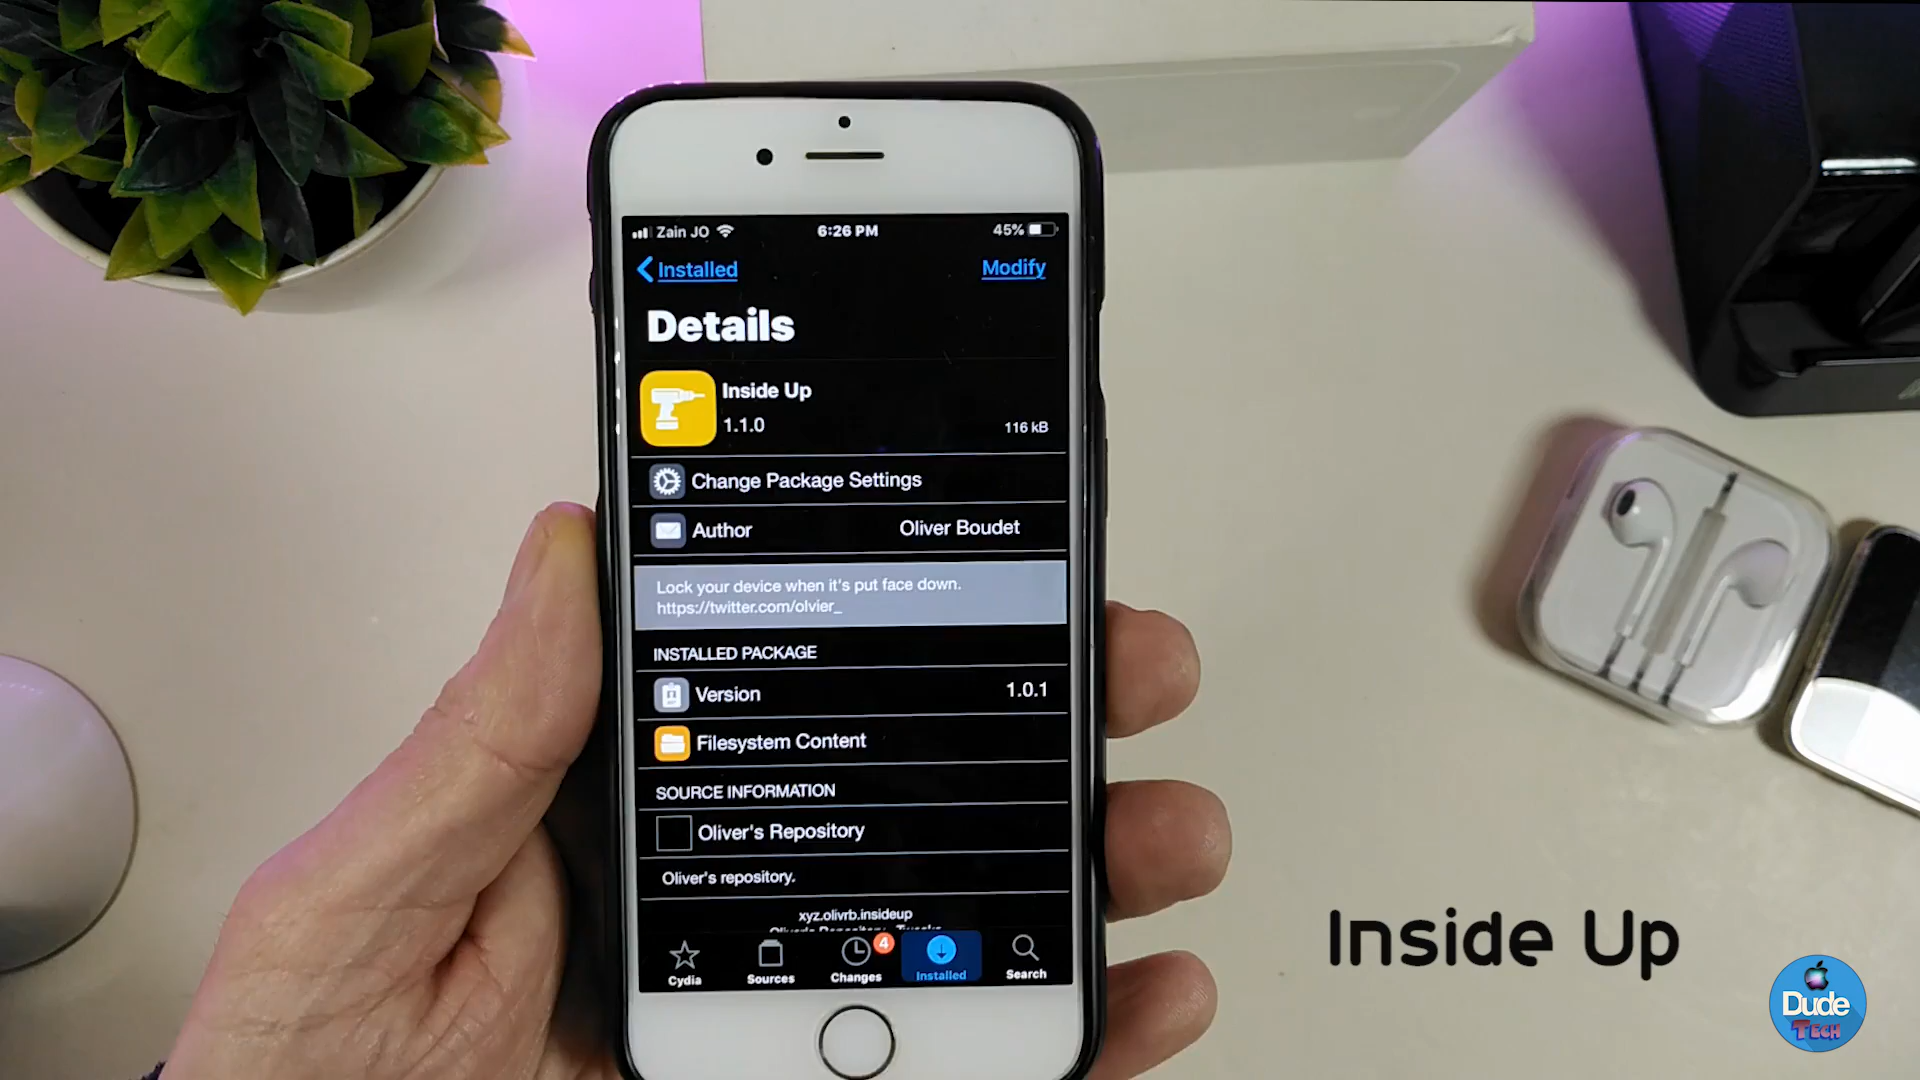 Zain JO
6:26 PM
45%
Installed
Modify
Details
Inside Up
1.1.0
116 kB
Change Package Settings
Author
Oliver Boudet
Lock your device when it's put face down.
https://twitter.com/olvier_
INSTALLED PACKAGE
Version
1.0.1
Filesystem Content
SOURCE INFORMATION
Oliver's Repository
Oliver's repository.
xyz.olivrb.insideup
Cydia
Sources
4
Changes
Installed
Search
Inside Up
Dude
TECH